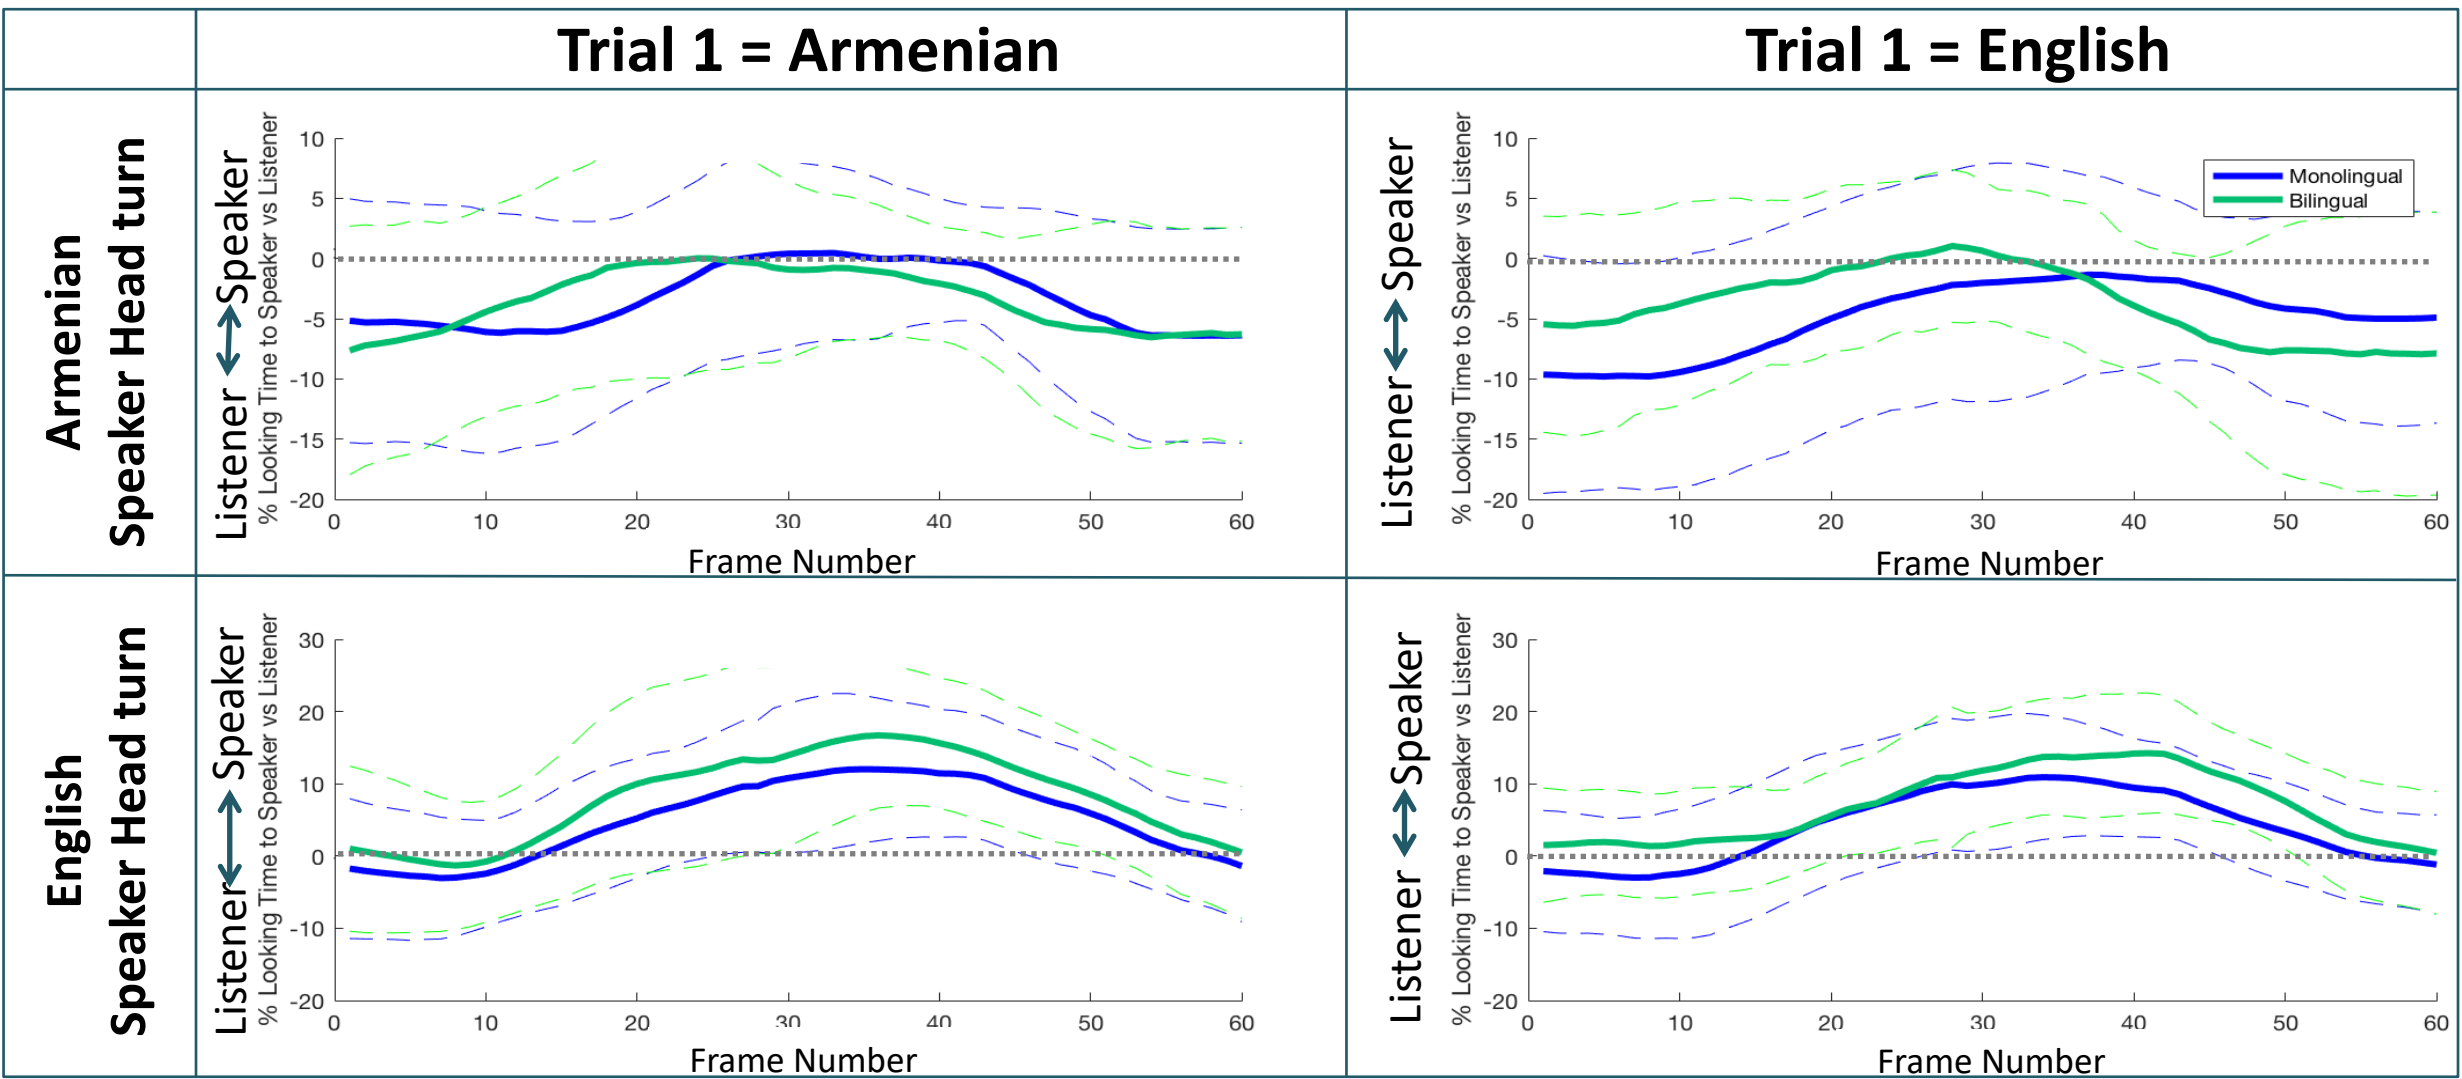 Trial 1 = Armenian
Trial 1 = English
Armenian
Speaker Head turn
Listener
Speaker
% Looking Time to Speaker vs Listener
10
5
0
-5
-10
-15
-20
0 10 20 30 40 50 60
Frame Number
Listener
Speaker
% Looking Time to Speaker vs Listener
10
5
0
-5
-10
-15
-20
0 10 20 30 40 50 60
Frame Number
Monolingual
Bilingual
English
Speaker Head turn
Listener
Speaker
% Looking Time to Speaker vs Listener
30
20
10
0
-10
-20
0 10 20 30 40 50 60
Frame Number
Listener
Speaker
% Looking Time to Speaker vs Listener
30
20
10
0
-10
-20
0 10 20 30 40 50 60
Frame Number